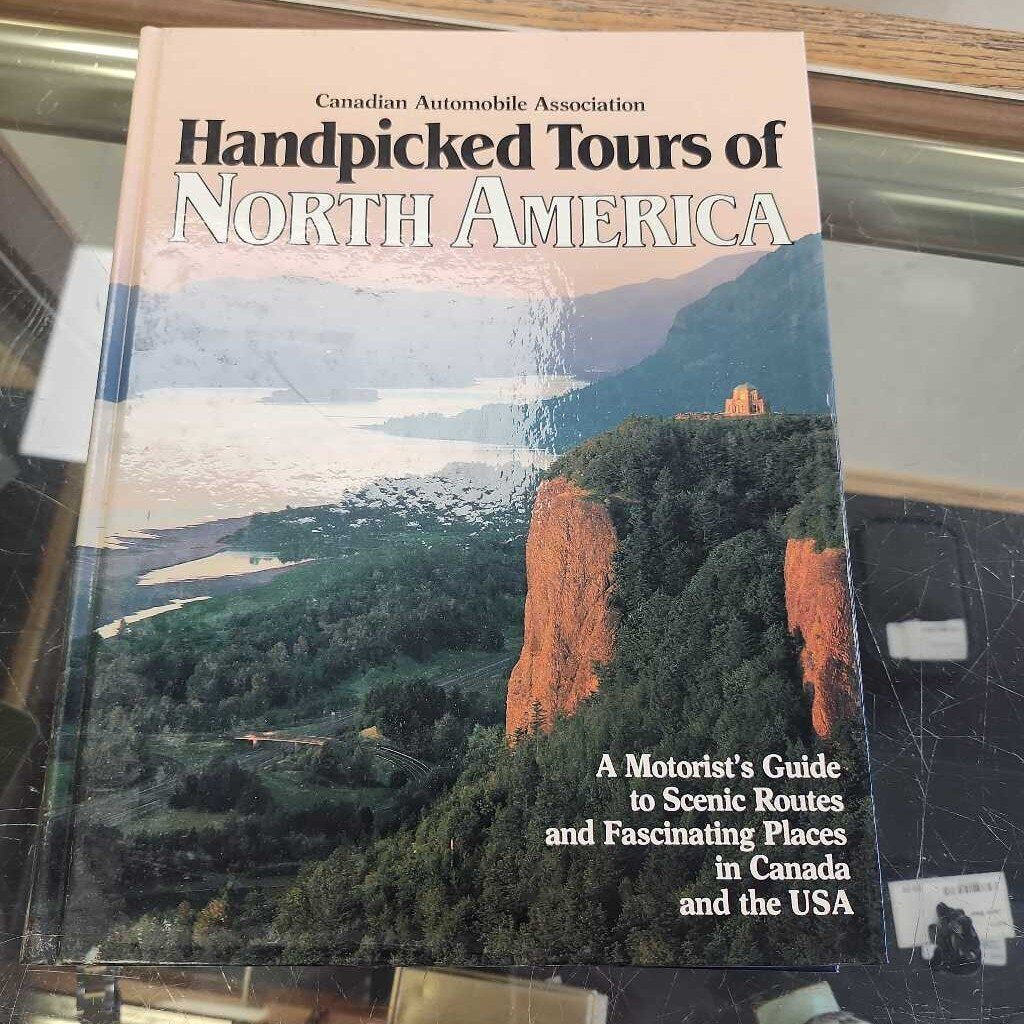 Canadian Automobile Association
Handpicked Tours of
NORTH AMERICA
A Motorist's Guide
to Scenic Routes
and Fascinating Places
in Canada
and the USA